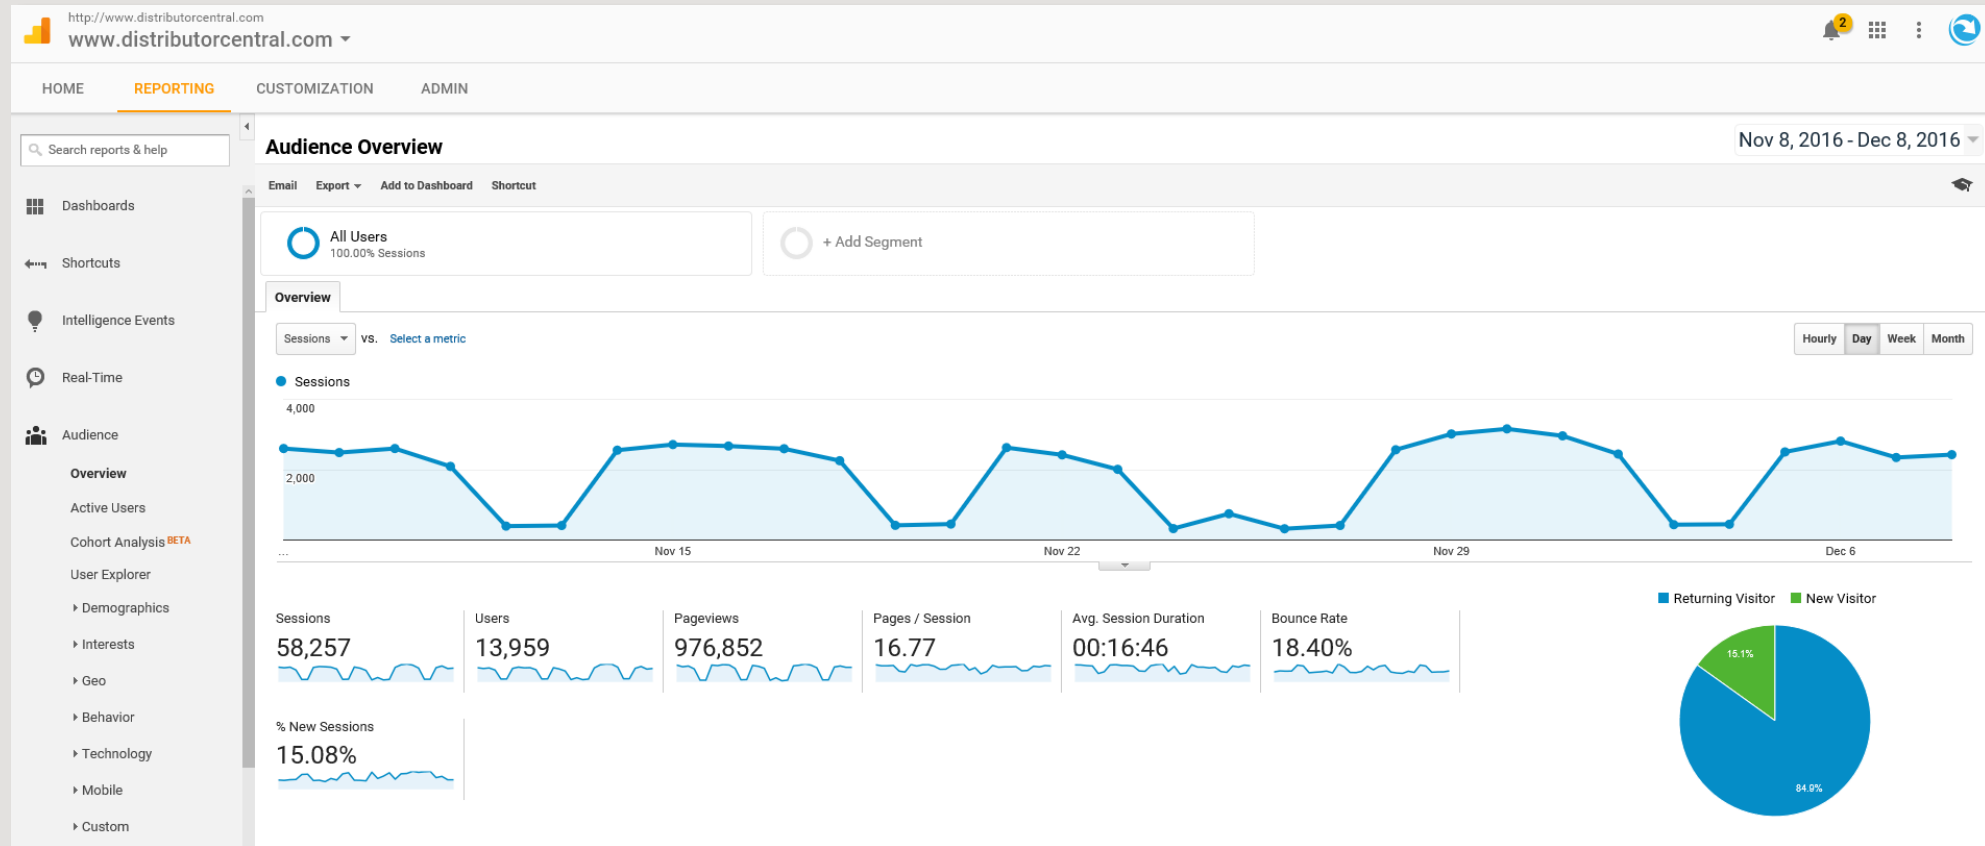 http://www.distributorcentral.com
www.distributorcentral.com
2
HOME REPORTING CUSTOMIZATION ADMIN
Search reports & help
Dashboards
Shortcuts
Intelligence Events
Real-Time
Audience
Overview
Active Users
Cohort Analysis BETA
User Explorer
Demographics
Interests
Geo
Behavior
Technology
Mobile
Custom
Audience Overview
Nov 8, 2016 - Dec 8, 2016
Email Export Add to Dashboard Shortcut
All Users
100.00% Sessions
+ Add Segment
Overview
Sessions VS. Select a metric
Hourly Day Week Month
Sessions
4,000
2,000
... Nov 15 Nov 22 Nov 29 Dec 6
Sessions
58,257
Users
13,959
Pageviews
976,852
Pages / Session
16.77
Avg. Session Duration
00:16:46
Bounce Rate
18.40%
% New Sessions
15.08%
Returning Visitor New Visitor
15.1%
84.9%